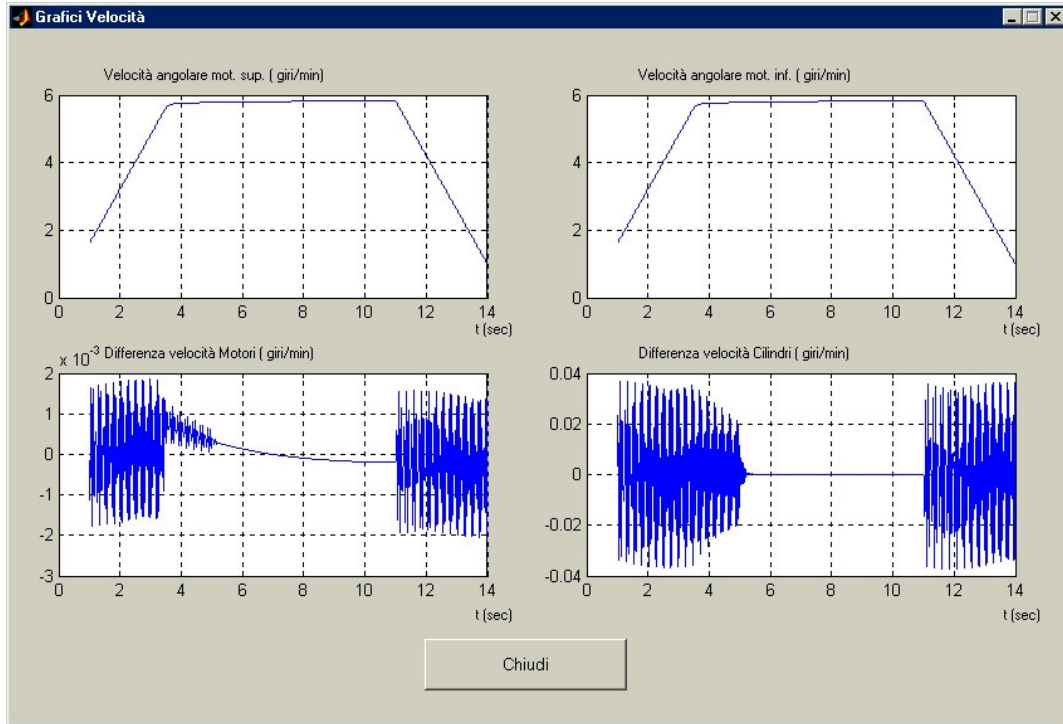 Grafici Velocità
Velocità angolare mot. sup. ( giri/min)
6
4
2
0
0 2 4 6 8 10 12 14
t (sec)
Velocità angolare mot. inf. ( giri/min)
6
4
2
0
0 2 4 6 8 10 12 14
t (sec)
x 10-3 Differenza velocità Motori ( giri/min)
2
1
0
-1
-2
-3
0 2 4 6 8 10 12 14
t (sec)
Differenza velocità Cilindri ( giri/min)
0.04
0.02
0
-0.02
-0.04
0 2 4 6 8 10 12 14
t (sec)
Chiudi